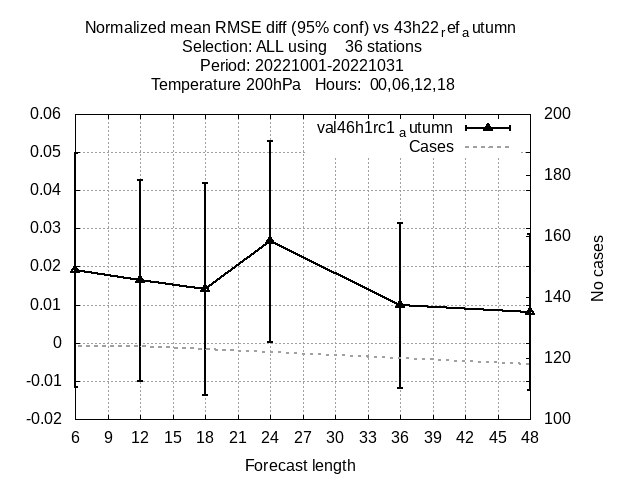 Normalized mean RMSE diff (95% conf) vs 43h22_ref_autumn
Selection: ALL using 36 stations
Period: 20221001-20221031
Temperature 200hPa Hours: 00,06,12,18
val46h1rc1_autumn
Cases
0.06
0.05
0.04
0.03
0.02
0.01
0
-0.01
-0.02
200
180
160
140
120
100
No cases
6 9 12 15 18 21 24 27 30 33 36 39 42 45 48
Forecast length